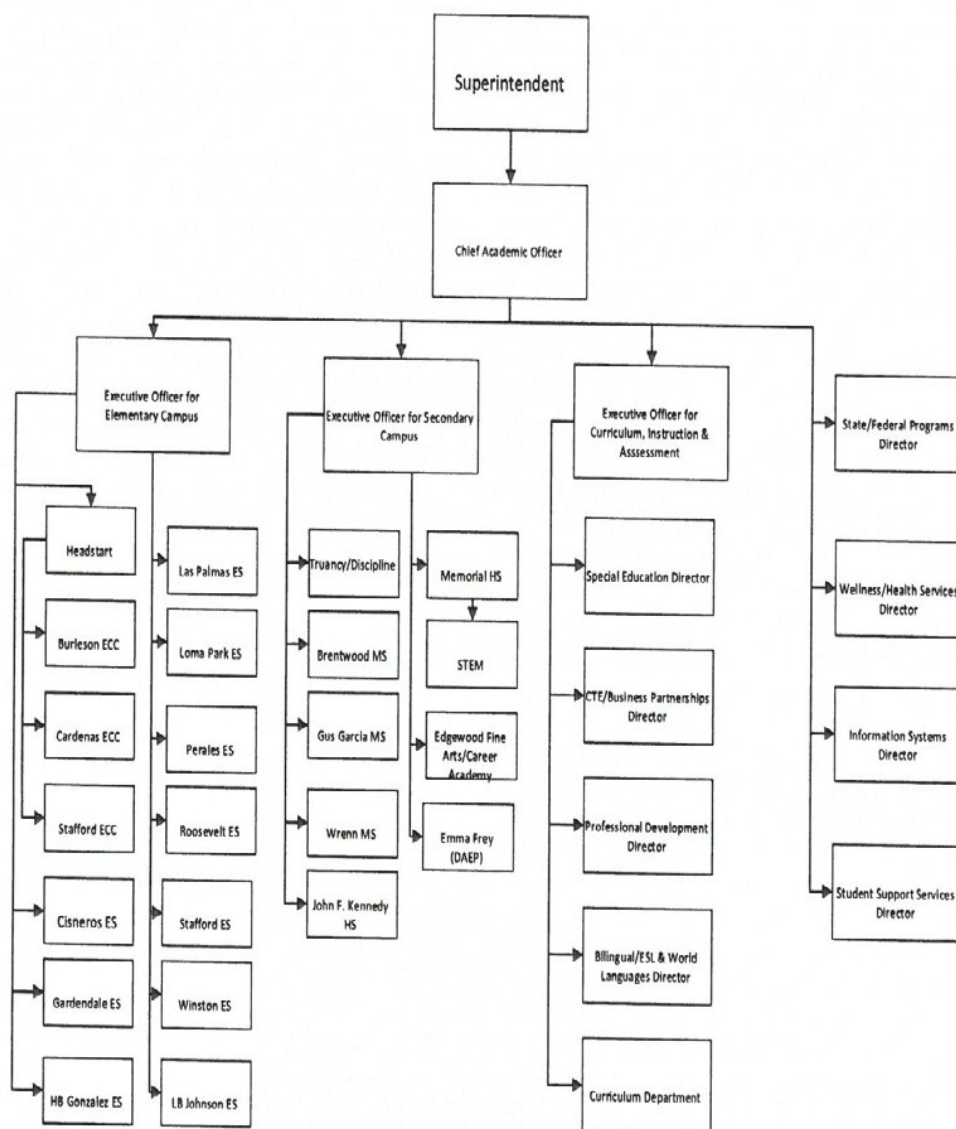 Superintendent
Chief Academic Officer
Executive Officer for
Elementary Campus
Executive Officer for Secondary
Campus
Executive Officer for
Curriculum, Instruction &
Asssessment
State/Federal Programs
Director
Headstart
Las Palmas ES
Truancy/Discipline
Memorial HS
Special Education Director
Wellness/Health Services
Director
Burleson ECC
Loma Park ES
Brentwood MS
STEM
CTE/Business Partnerships
Director
Information Systems
Director
Cardenas ECC
Perales ES
Gus Garcia MS
Edgewood Fine
Arts/Career
Academy
Stafford ECC
Roosevelt ES
Wrenn MS
Emma Frey
(DAEP)
Professional Development
Director
Student Support Services
Director
Cisneros ES
Stafford ES
John F. Kennedy
HS
Bilingual/ESL & World
Languages Director
Gardendale ES
Winston ES
HB Gonzalez ES
LB Johnson ES
Curriculum Department